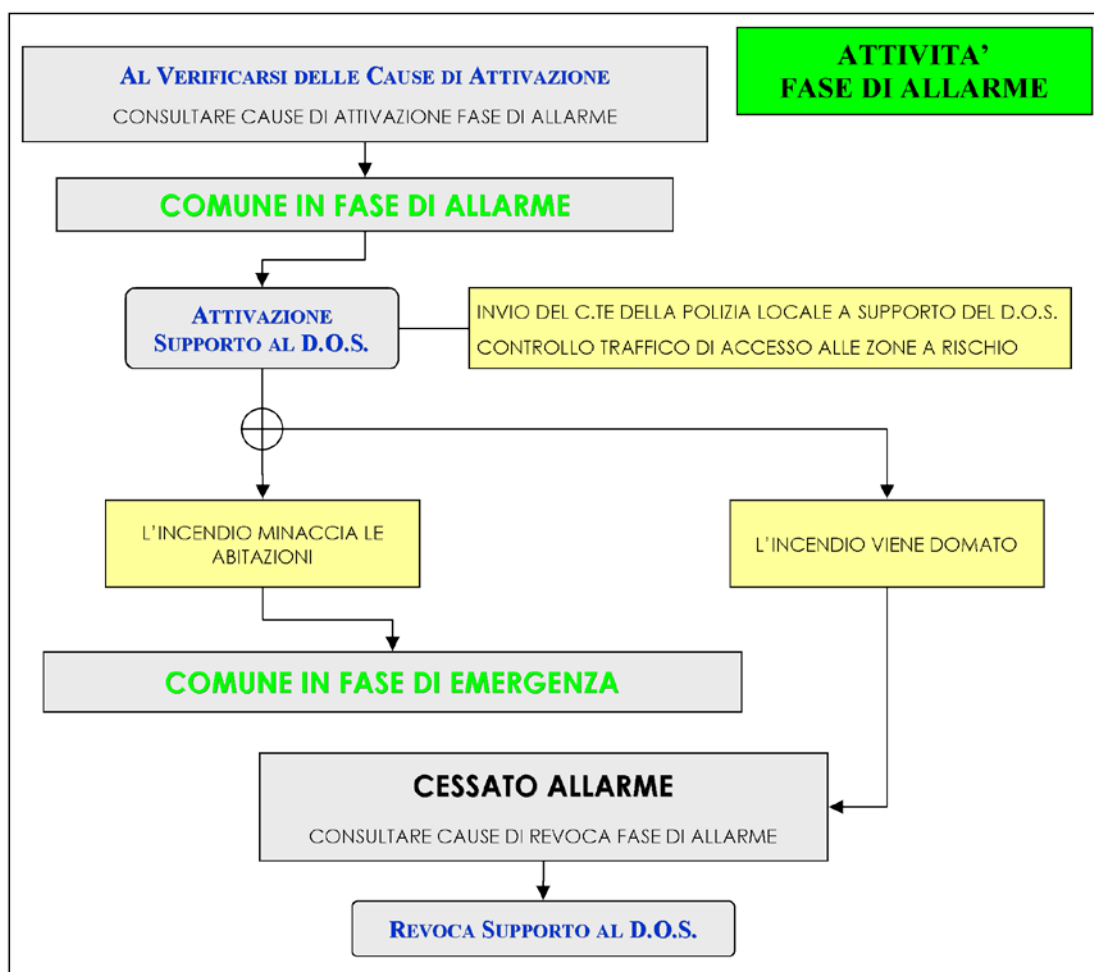 ATTIVITA’
FASE DI ALLARME
AL VERIFICARSI DELLE CAUSE DI ATTIVAZIONE
CONSULTARE CAUSE DI ATTIVAZIONE FASE DI ALLARME
COMUNE IN FASE DI ALLARME
ATTIVAZIONE
SUPPORTO AL D.O.S.
INVIO DEL C.TE DELLA POLIZIA LOCALE A SUPPORTO DEL D.O.S.
CONTROLLO TRAFFICO DI ACCESSO ALLE ZONE A RISCHIO
L’INCENDIO MINACCIA LE
ABITAZIONI
L’INCENDIO VIENE DOMATO
COMUNE IN FASE DI EMERGENZA
CESSATO ALLARME
CONSULTARE CAUSE DI REVOCA FASE DI ALLARME
REVOCA SUPPORTO AL D.O.S.